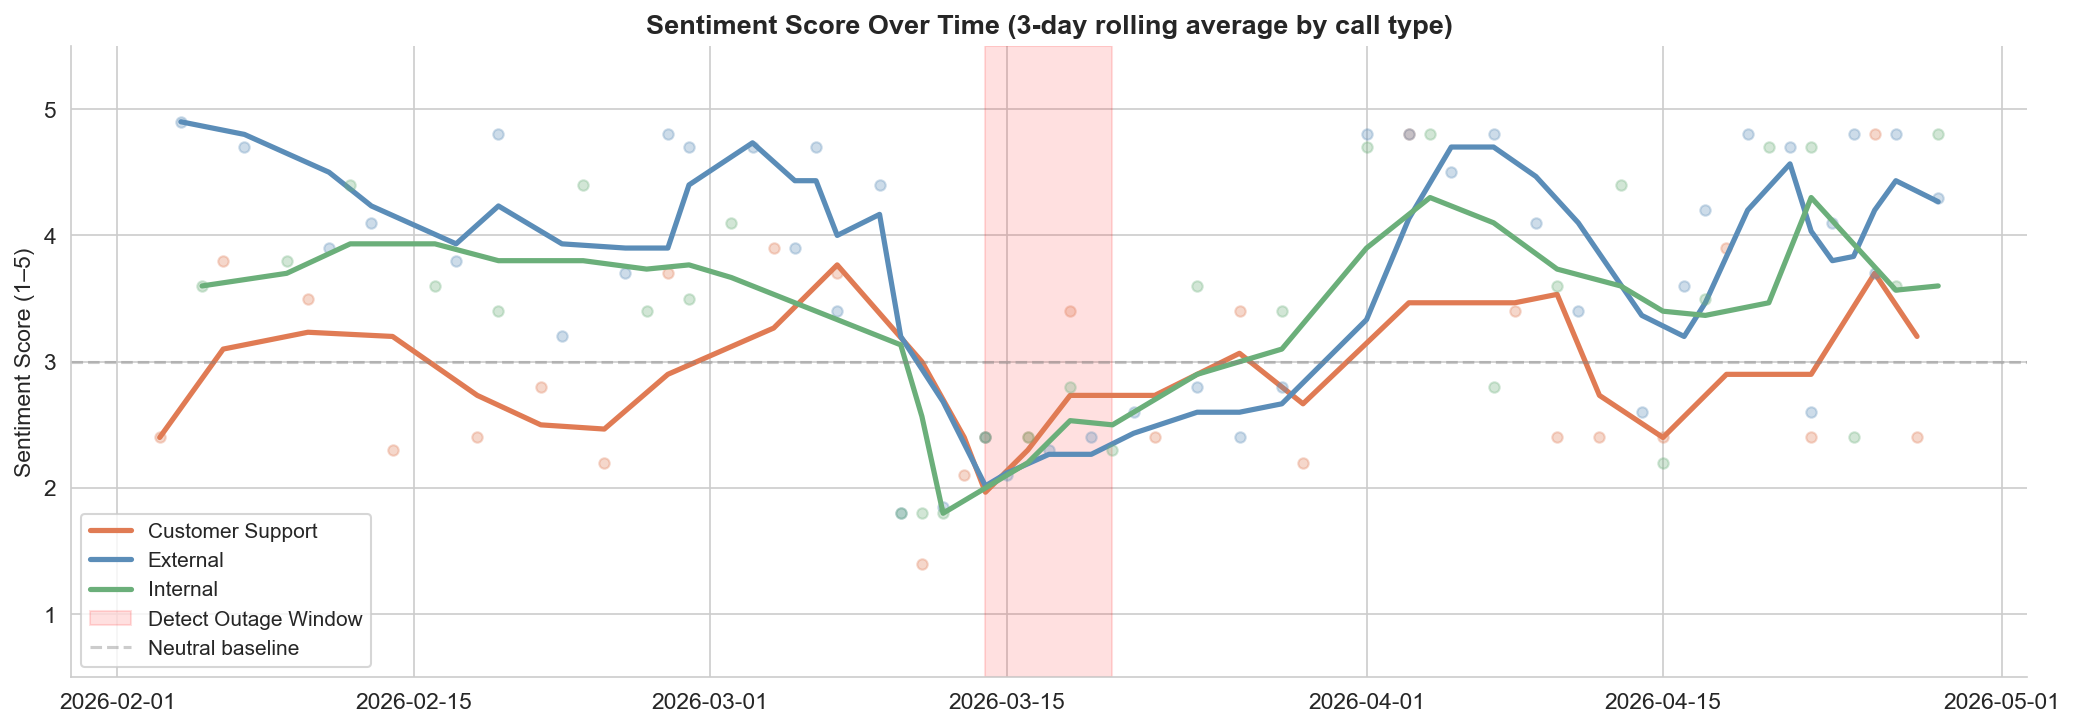 Sentiment Score Over Time (3-day rolling average by call type)
Sentiment Score (1–5)
5
4
3
2
1
Customer Support
External
Internal
Detect Outage Window
Neutral baseline
2026-02-01
2026-02-15
2026-03-01
2026-03-15
2026-04-01
2026-04-15
2026-05-01